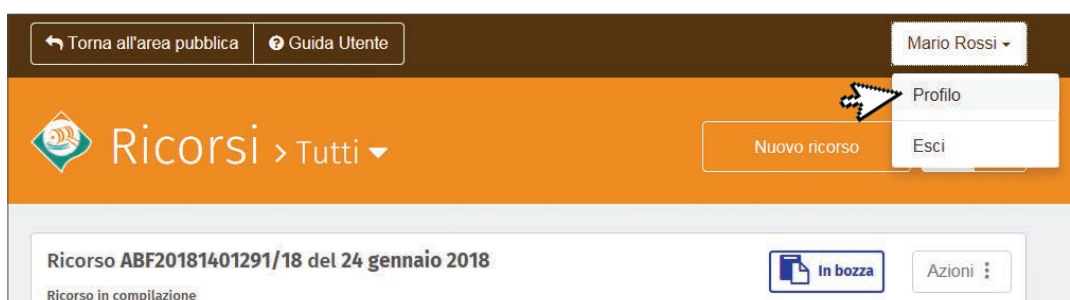 Torna all'area pubblica
Guida Utente
Mario Rossi
Profilo
Esci
Ricorsi > Tutti
Nuovo ricorso
Ricorso ABF20181401291/18 del 24 gennaio 2018
In bozza
Azioni
Ricorso in compilazione